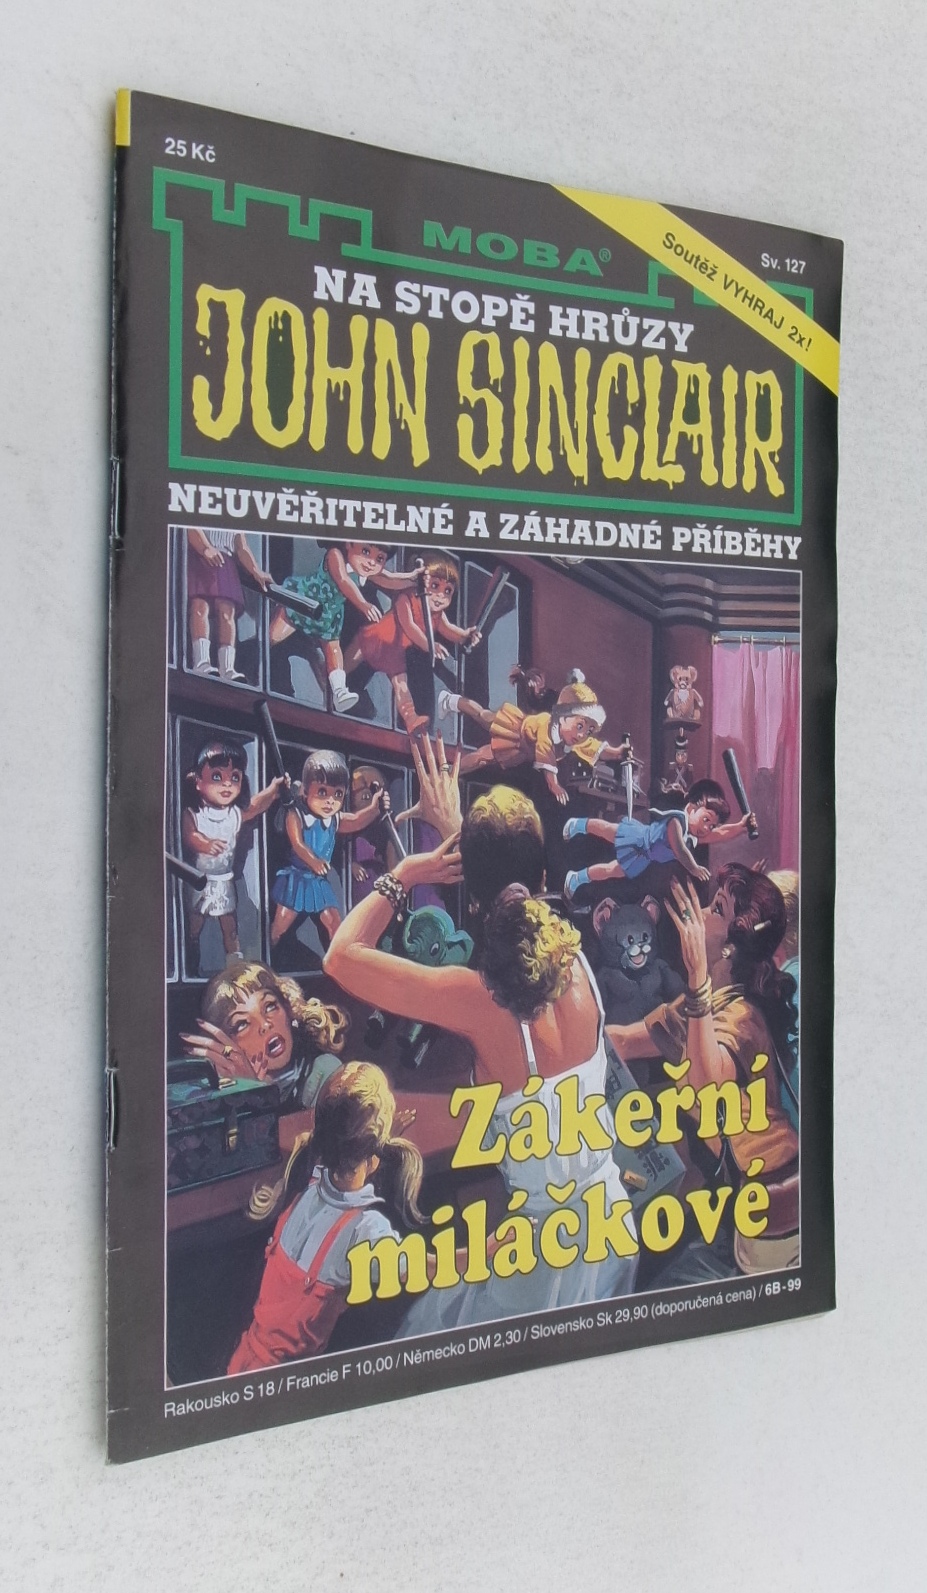 25 Kč
MOBA®
Soutěž VYHRAJ 2x!
Sv. 127
NA STOPĚ HRŮZY
JOHN SINCLAIR
NEUVĚŘITELNÉ A ZÁHADNÉ PŘÍBĚHY
Zákeřní
miláčkové
Rakousko S 18 / Francie F 10,00 / Německo DM 2,30 / Slovensko Sk 29,90 (doporučená cena) / 6B-99